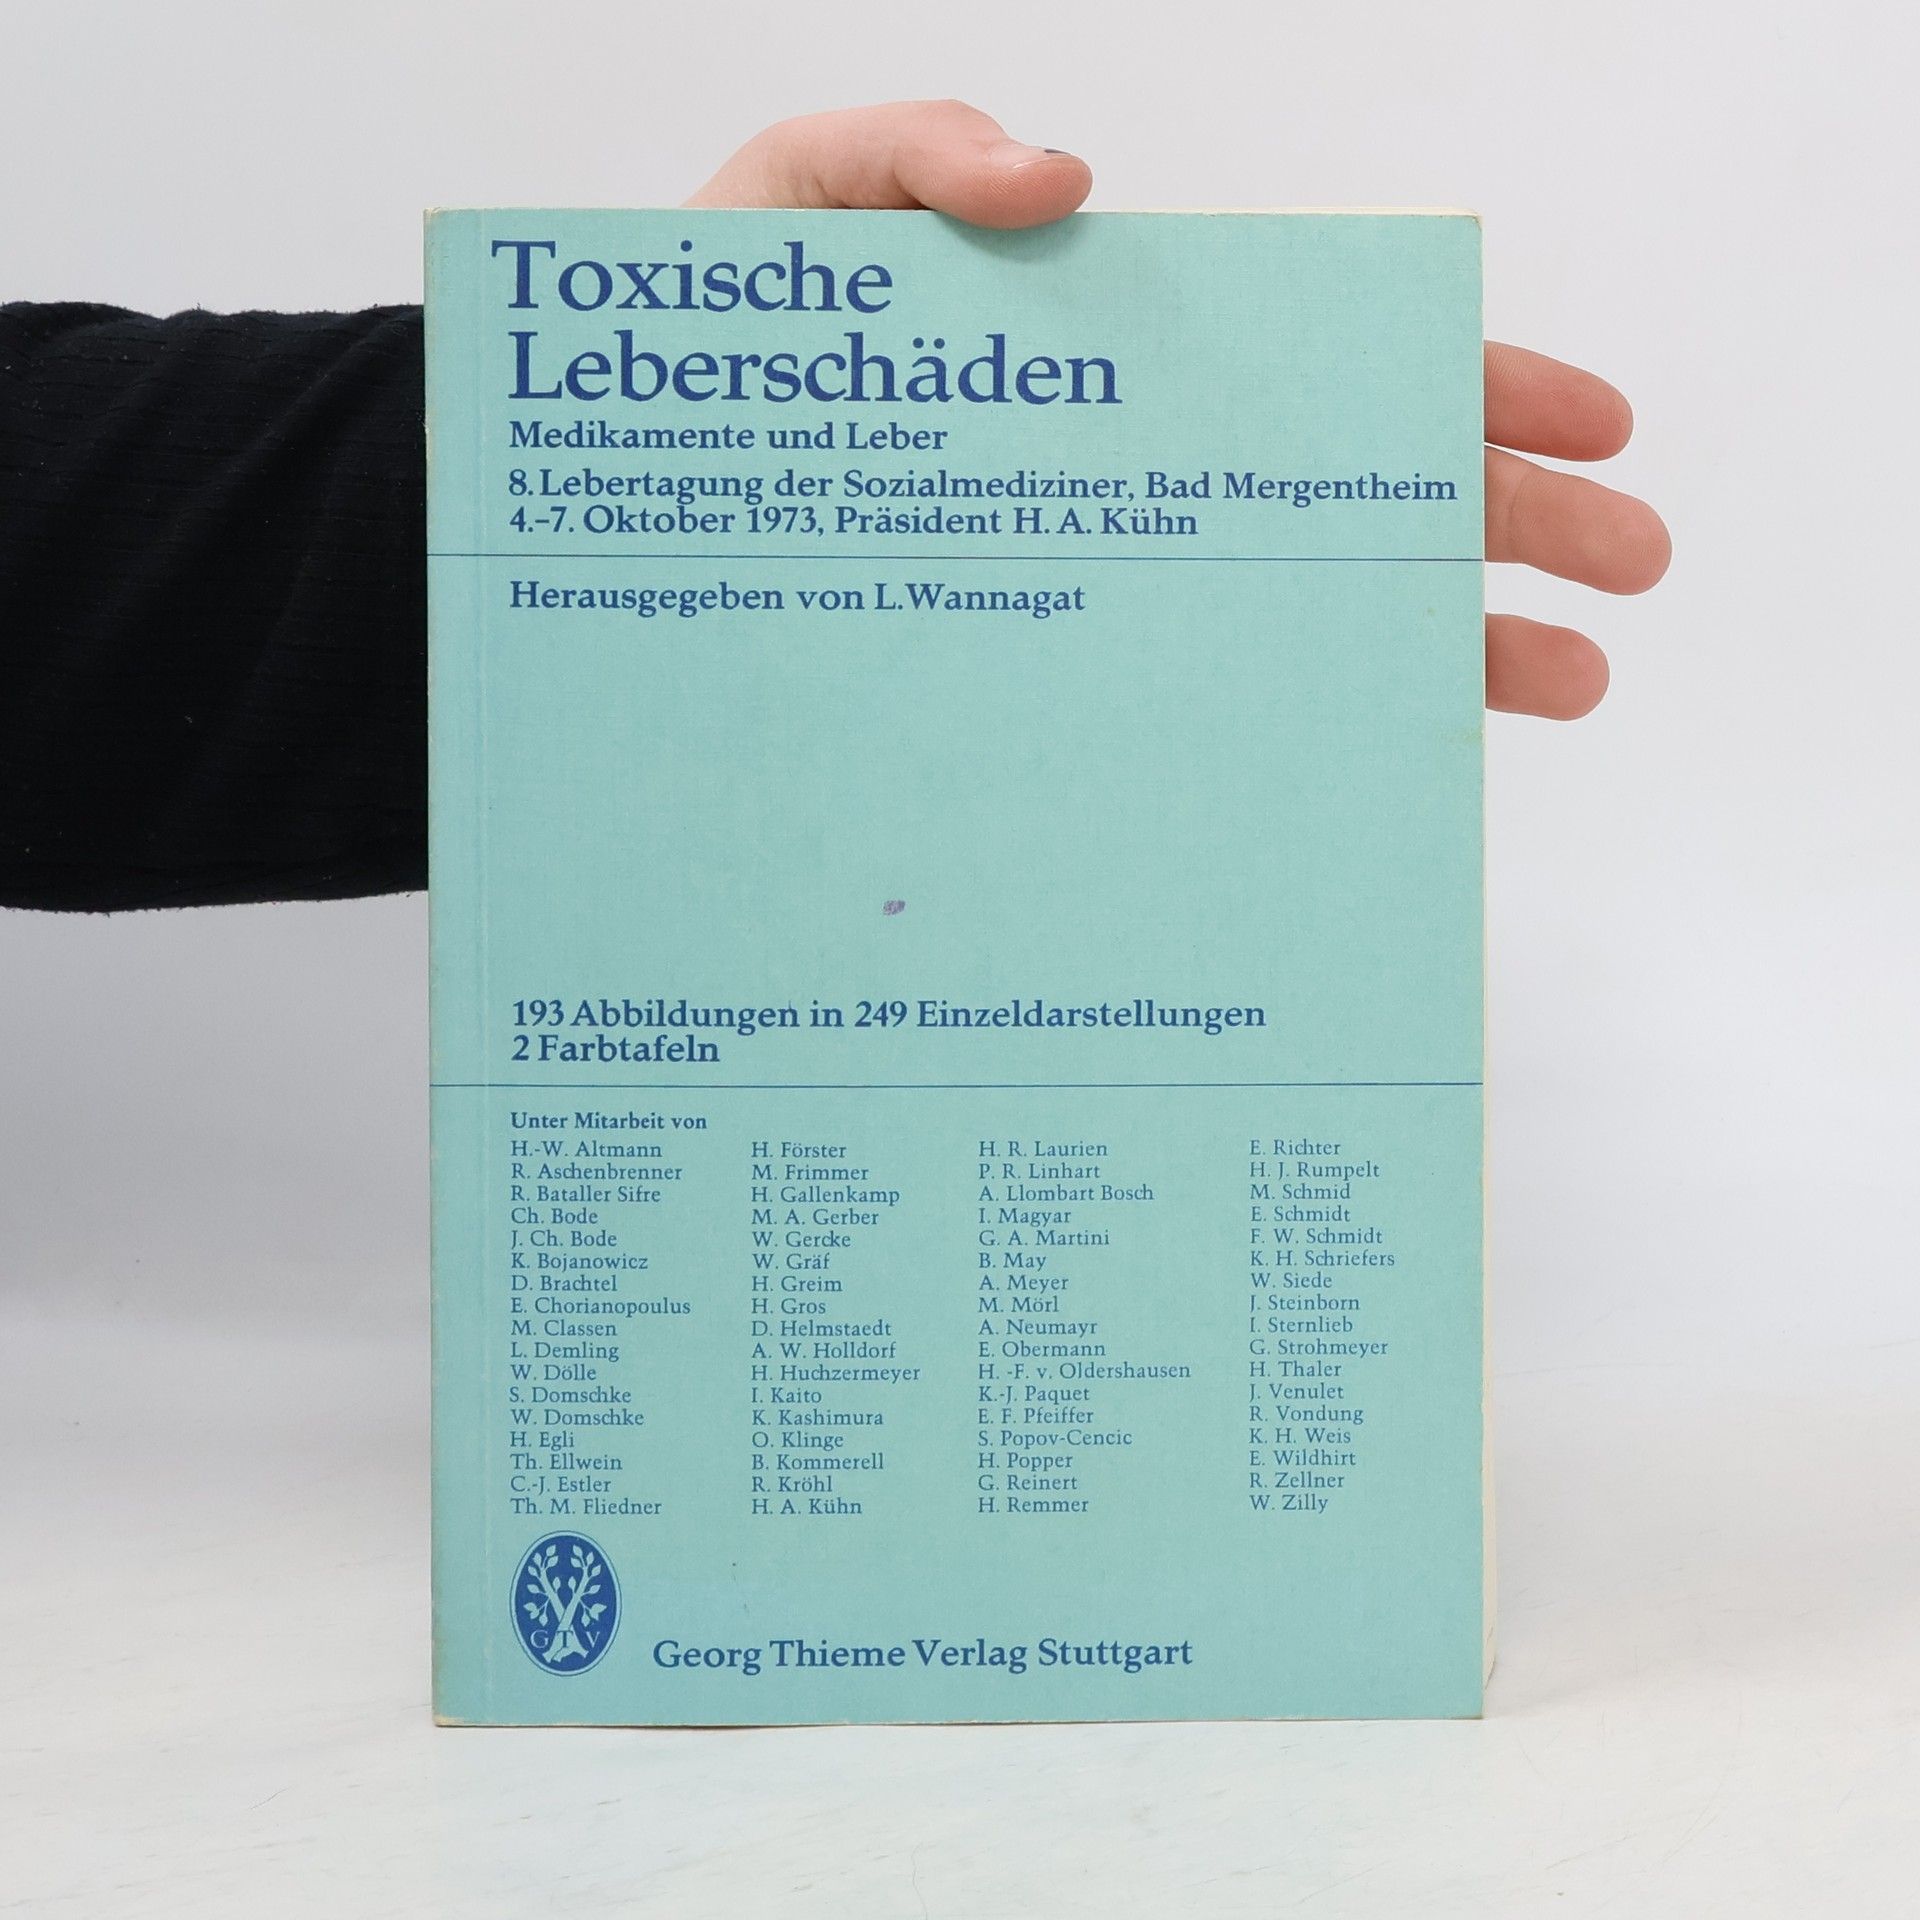 Toxische
Leberschäden
Medikamente und Leber
8. Lebertagung der Sozialmediziner, Bad Mergentheim
4.–7. Oktober 1973, Präsident H. A. Kühn
Herausgegeben von L. Wannagat
193 Abbildungen in 249 Einzeldarstellungen
2 Farbtafeln
Unter Mitarbeit von
H.-W. Altmann
R. Aschenbrenner
R. Bataller Sifre
Ch. Bode
J. Ch. Bode
K. Bojanowicz
D. Brachtel
E. Chorianopoulus
M. Classen
L. Demling
W. Dölle
S. Domschke
W. Domschke
H. Egli
Th. Ellwein
C.-J. Estler
Th. M. Fliedner
H. Förster
M. Frimmer
H. Gallenkamp
M. A. Gerber
W. Gercke
W. Gräf
H. Greim
H. Gros
D. Helmstaedt
A. W. Holldorf
H. Huchzermeyer
I. Kaito
K. Kashimura
O. Klinge
B. Kommerell
R. Kröhl
H. A. Kühn
H. R. Laurien
P. R. Linhart
A. Llombart Bosch
I. Magyar
G. A. Martini
B. May
A. Meyer
M. Mörl
A. Neumayr
E. Obermann
H. -F. v. Oldershausen
K.-J. Paquet
E. F. Pfeiffer
S. Popov-Cencic
H. Popper
G. Reinert
H. Remmer
E. Richter
H. J. Rumpelt
M. Schmid
E. Schmidt
F. W. Schmidt
K. H. Schriefers
W. Siede
J. Steinborn
I. Sternlieb
G. Strohmeyer
H. Thaler
J. Venulet
R. Vondung
K. H. Weis
E. Wildhirt
R. Zellner
W. Zilly
GTV
Georg Thieme Verlag Stuttgart